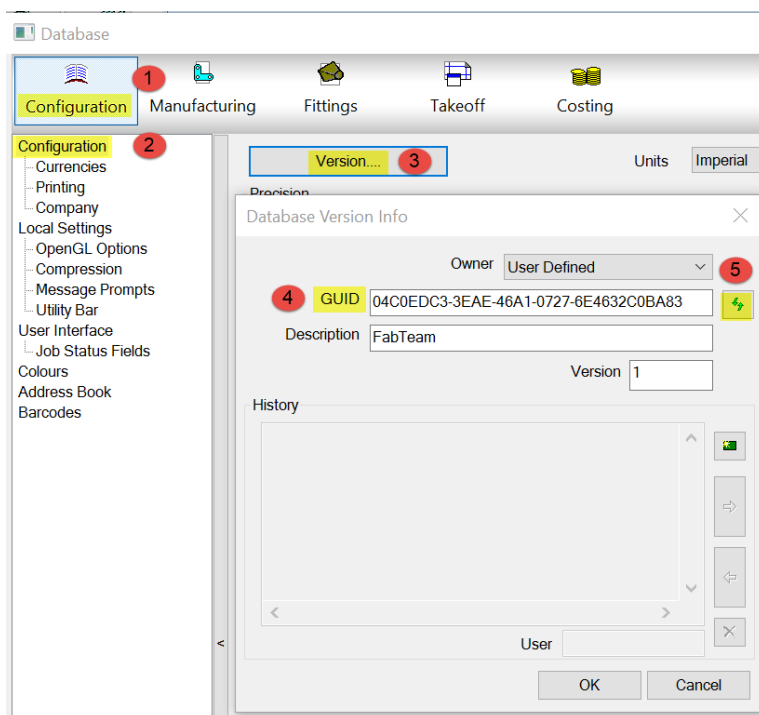 Database
1
Configuration Manufacturing Fittings Takeoff Costing
Configuration 2
Currencies
Printing
Company
Local Settings
OpenGL Options
Compression
Message Prompts
Utility Bar
User Interface
Job Status Fields
Colours
Address Book
Barcodes
<
Version.... 3
Units Imperial
Precision
Database Version Info
Owner User Defined 5
4 GUID 04C0EDC3-3EAE-46A1-0727-6E4632C0BA83
Description FabTeam
Version 1
History
User
OK Cancel